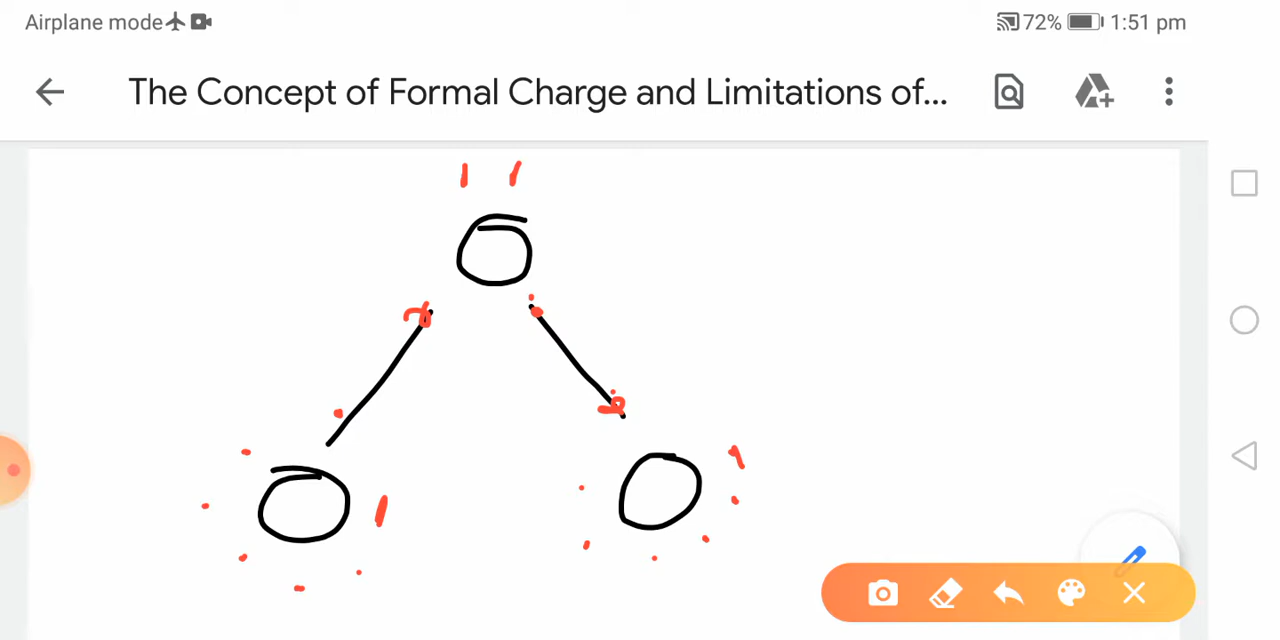 Airplane mode 72% 1:51 pm
The Concept of Formal Charge and Limitations of...
O
O O